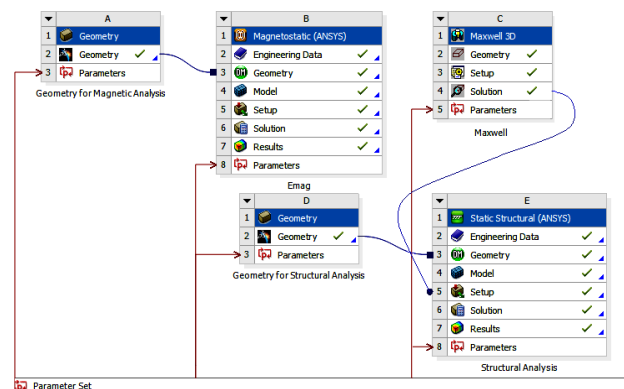 A
1 Geometry
2 Geometry
3 Parameters
Geometry for Magnetic Analysis
B
1 Magnetostatic (ANSYS)
2 Engineering Data
3 Geometry
4 Model
5 Setup
6 Solution
7 Results
8 Parameters
Emag
C
1 Maxwell 3D
2 Geometry
3 Setup
4 Solution
5 Parameters
Maxwell
D
1 Geometry
2 Geometry
3 Parameters
Geometry for Structural Analysis
E
1 Static Structural (ANSYS)
2 Engineering Data
3 Geometry
4 Model
5 Setup
6 Solution
7 Results
8 Parameters
Structural Analysis
Parameter Set